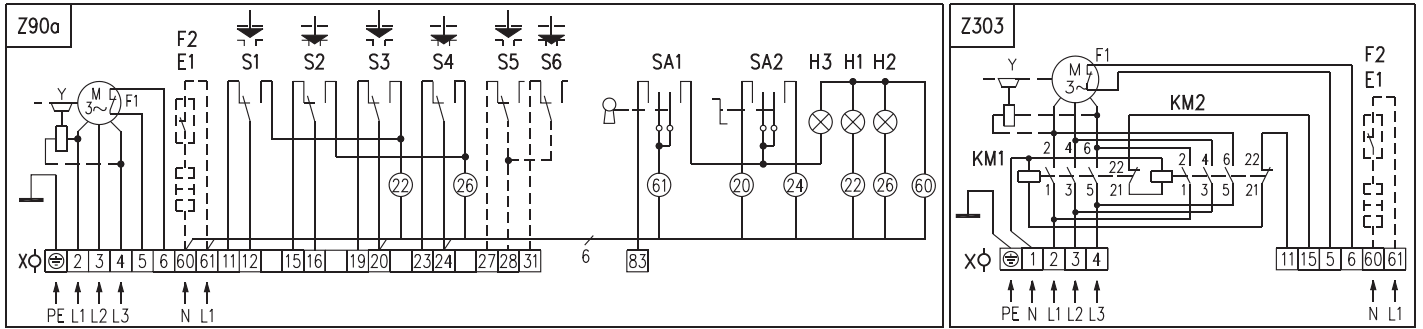 Z90a
F2
E1 S1 S2 S3 S4 S5 S6 SA1 SA2 H3 H1 H2
Y M 3~ F1
22 26 61 20 24 22 26 60
6
X 2 3 4 5 6 60 61 11 12 15 16 19 20 23 24 27 28 31 83
PE L1 L2 L3 N L1
Z303
F1
F2
E1
Y M 3~
KM2
KM1
2 4 6 22 2 4 6 22
1 3 5 21 1 3 5 21
X 1 2 3 4 11 15 5 6 60 61
PE N L1 L2 L3 N L1